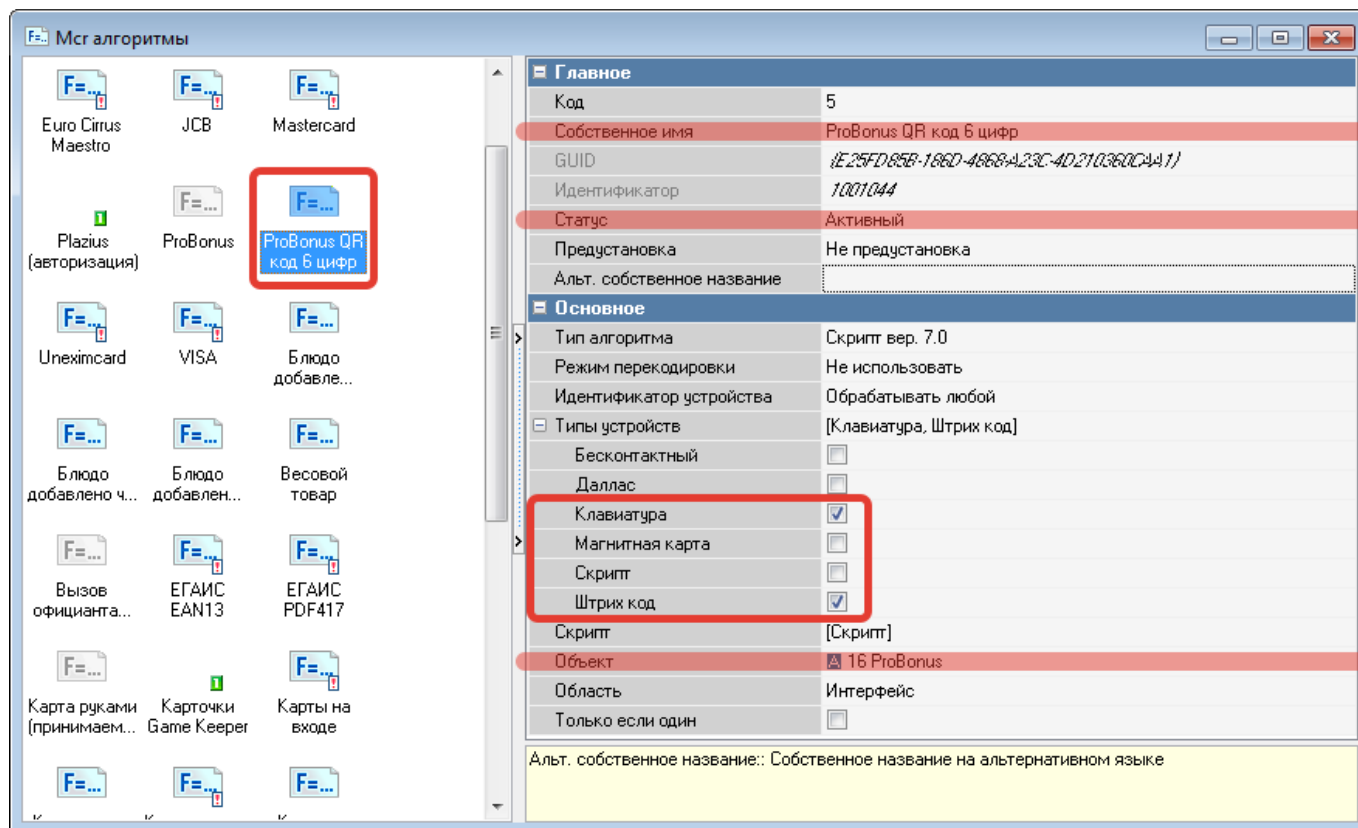 Mcr алгоритмы
Euro Cirrus
Maestro
JCB
Mastercard
Plazius
(авторизация)
ProBonus
ProBonus QR
код 6 цифр
Uneximcard
VISA
Блюдо
добавле...
Блюдо
добавлено ч...
Блюдо
добавлен...
Весовой
товар
Вызов
официанта...
ЕГАИС
EAN13
ЕГАИС
PDF417
Карта руками
(принимаем...
Карточки
Game Keeper
Карты на
входе
Главное
Код 5
Собственное имя ProBonus QR код 6 цифр
GUID {E25FD85B-186D-4868-A23C-4D210360CAA1}
Идентификатор 1001044
Статус Активный
Предустановка Не предустановка
Альт. собственное название
Основное
Тип алгоритма Скрипт вер. 7.0
Режим перекодировки Не использовать
Идентификатор устройства Обрабатывать любой
Типы устройств [Клавиатура, Штрих код]
Бесконтактный
Даллас
Клавиатура
Магнитная карта
Скрипт
Штрих код
Скрипт [Скрипт]
Объект A 16 ProBonus
Область Интерфейс
Только если один
Альт. собственное название:: Собственное название на альтернативном языке